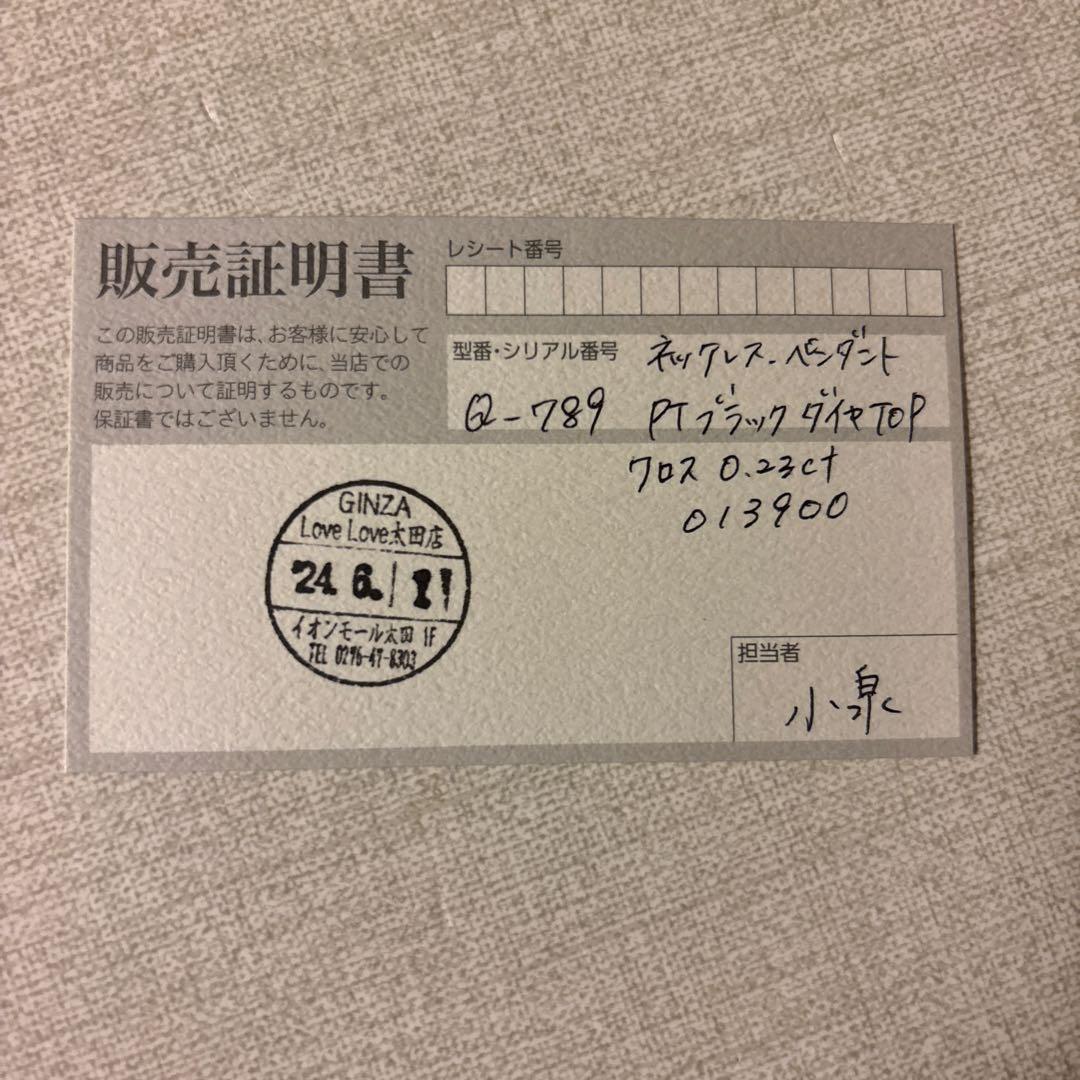 販売証明書
この販売証明書は、お客様に安心して
商品をご購入頂くために、当店での
販売について証明するものです。
保証書ではございません。
レシート番号
型番・シリアル番号
ネックレス-ペンダント
Q-789 PTブラックダイヤTOP
クロス 0.23ct
013900
GINZA
Love Love太田店
'24. 6.
イオンモール太田 1F
TEL 0276-47-8303
担当者
小泉